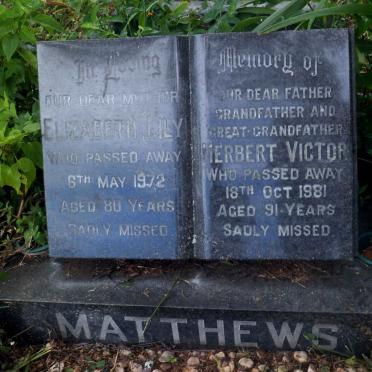 In Loving
OUR DEAR MOTHER
ELIZABETH LILY
WHO PASSED AWAY
6TH MAY 1972
AGED 80 YEARS
SADLY MISSED
Memory of
OUR DEAR FATHER
GRANDFATHER AND
GREAT-GRANDFATHER
HERBERT VICTOR
WHO PASSED AWAY
18TH OCT 1981
AGED 91 YEARS
SADLY MISSED
MATTHEWS